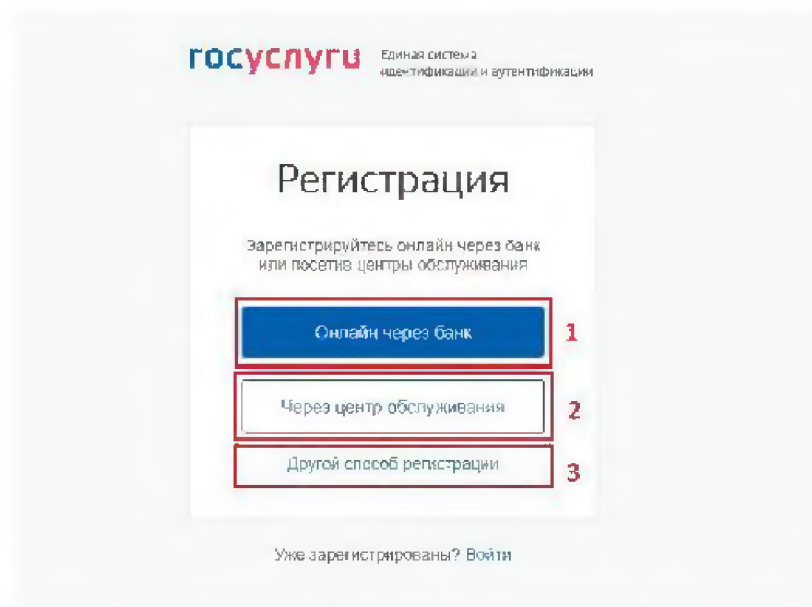 госуслуги
Единая система
идентификации и аутентификации
Регистрация
Зарегистрируйтесь онлайн через банк
или посетив центры обслуживания
Онлайн через банк 1
Через центр обслуживания 2
Другой способ регистрации 3
Уже зарегистрированы? Войти